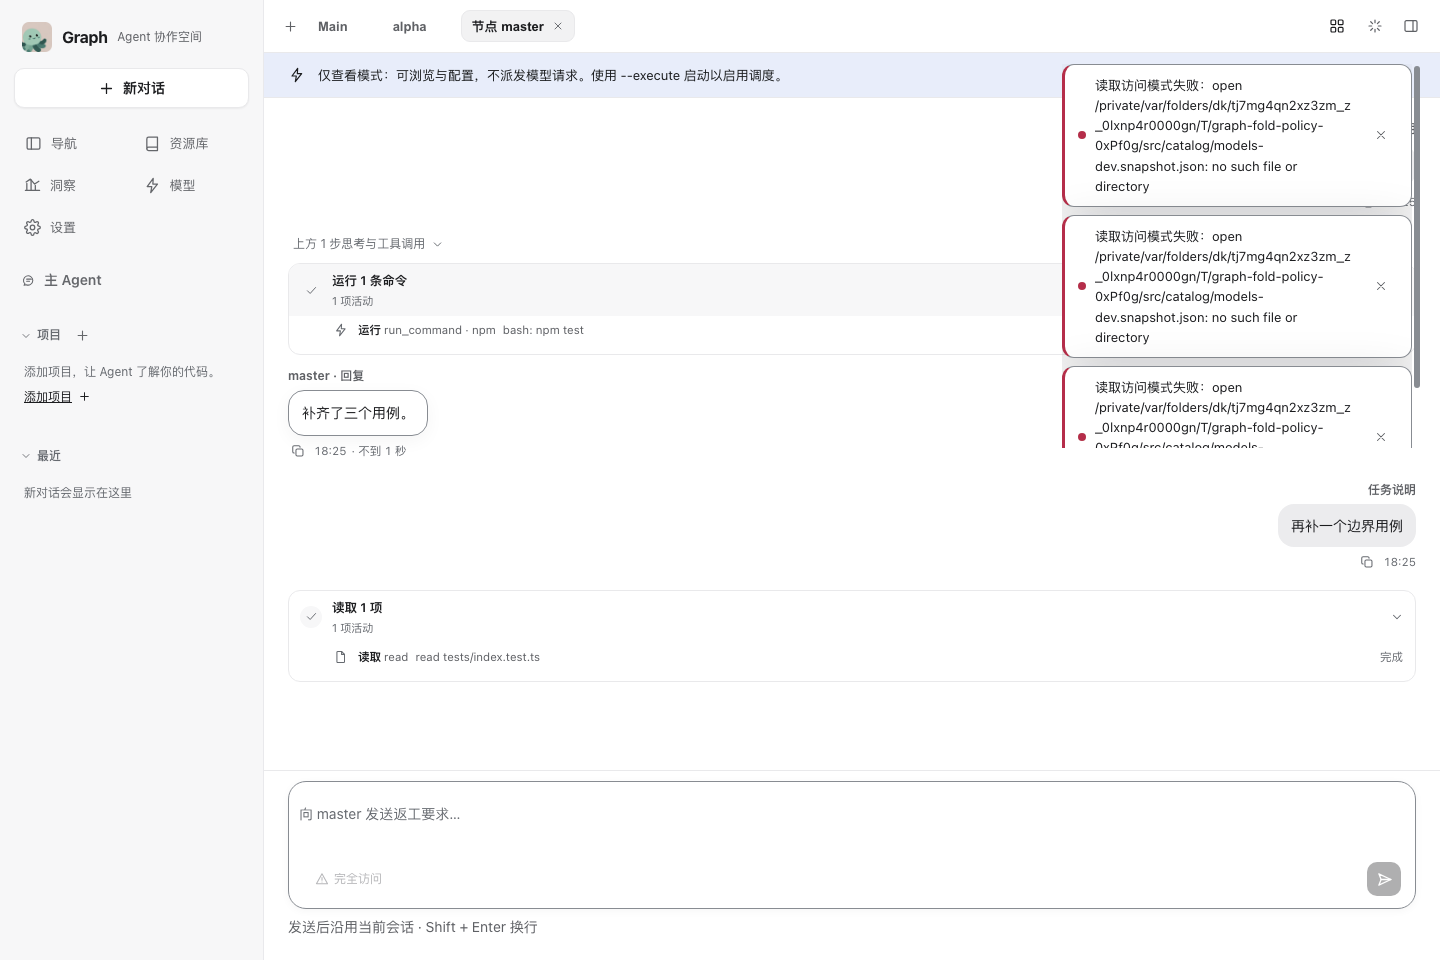 Graph Agent 协作空间
新对话
导航
资源库
洞察
模型
设置
主 Agent
项目
添加项目，让 Agent 了解你的代码。
添加项目
最近
新对话会显示在这里
Main
alpha
节点 master
仅查看模式：可浏览与配置，不派发模型请求。使用 --execute 启动以启用调度。
读取访问模式失败：open
/private/var/folders/dk/tj7mg4qn2xz3zm_z
_0lxnp4r0000gn/T/graph-fold-policy-
0xPf0g/src/catalog/models-
dev.snapshot.json: no such file or
directory
读取访问模式失败：open
/private/var/folders/dk/tj7mg4qn2xz3zm_z
_0lxnp4r0000gn/T/graph-fold-policy-
0xPf0g/src/catalog/models-
dev.snapshot.json: no such file or
directory
读取访问模式失败：open
/private/var/folders/dk/tj7mg4qn2xz3zm_z
_0lxnp4r0000gn/T/graph-fold-policy-
0xPf0g/src/catalog/models-
上方 1 步思考与工具调用
运行 1 条命令
1 项活动
运行 run_command · npm bash: npm test
master · 回复
补齐了三个用例。
18:25 · 不到 1 秒
任务说明
再补一个边界用例
18:25
读取 1 项
1 项活动
读取 read read tests/index.test.ts
完成
向 master 发送返工要求...
完全访问
发送后沿用当前会话 · Shift + Enter 换行